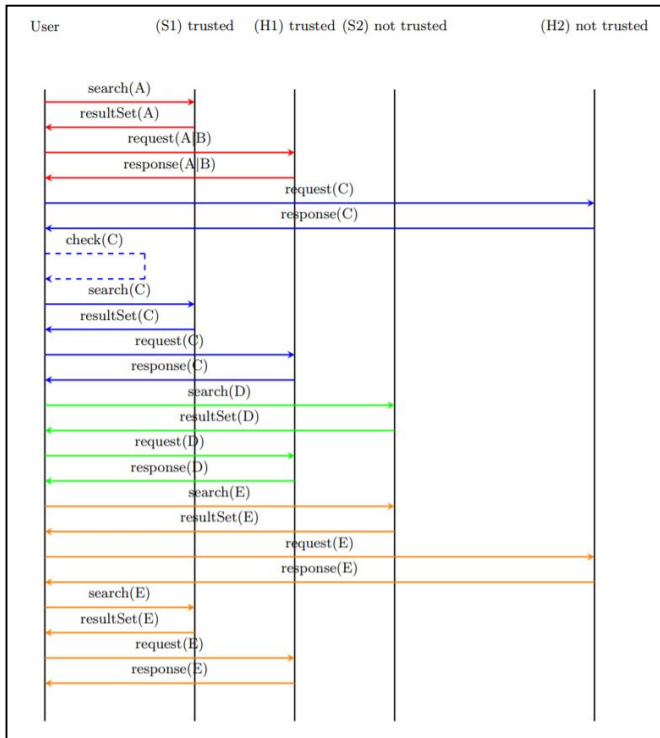 User (S1) trusted (H1) trusted (S2) not trusted (H2) not trusted
search(A)
resultSet(A)
request(A|B)
response(A|B)
request(C)
response(C)
check(C)
search(C)
resultSet(C)
request(C)
response(C)
search(D)
resultSet(D)
request(D)
response(D)
search(E)
resultSet(E)
request(E)
response(E)
search(E)
resultSet(E)
request(E)
response(E)